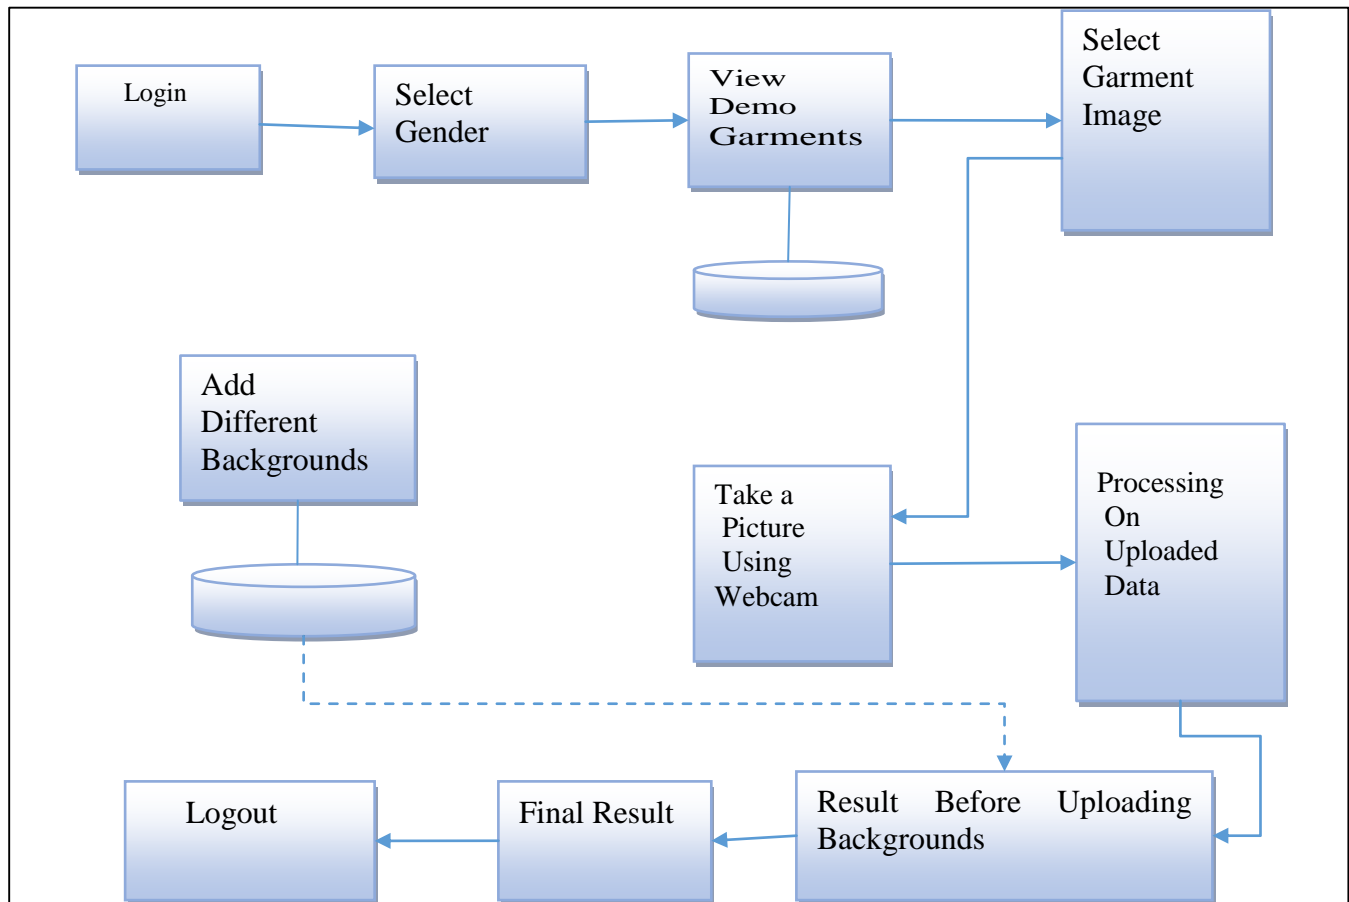 Login
Select
Gender
View
Demo
Garments
Select
Garment
Image
Add
Different
Backgrounds
Take a
Picture
Using
Webcam
Processing
On
Uploaded
Data
Logout
Final Result
Result Before Uploading
Backgrounds